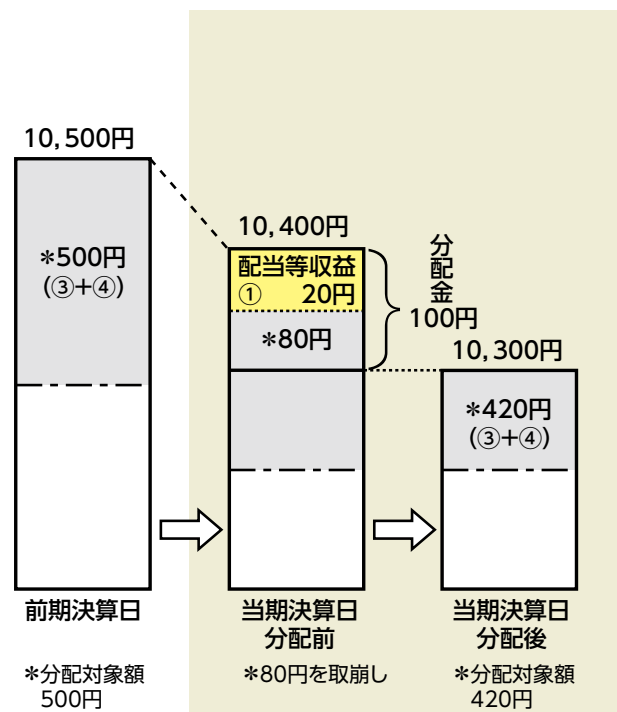 10,500円
*500円
(③+④)
前期決算日
*分配対象額
500円
10,400円
配当等収益
① 20円
*80円
分配金
100円
当期決算日
分配前
*80円を取崩し
10,300円
*420円
(③+④)
当期決算日
分配後
*分配対象額
420円